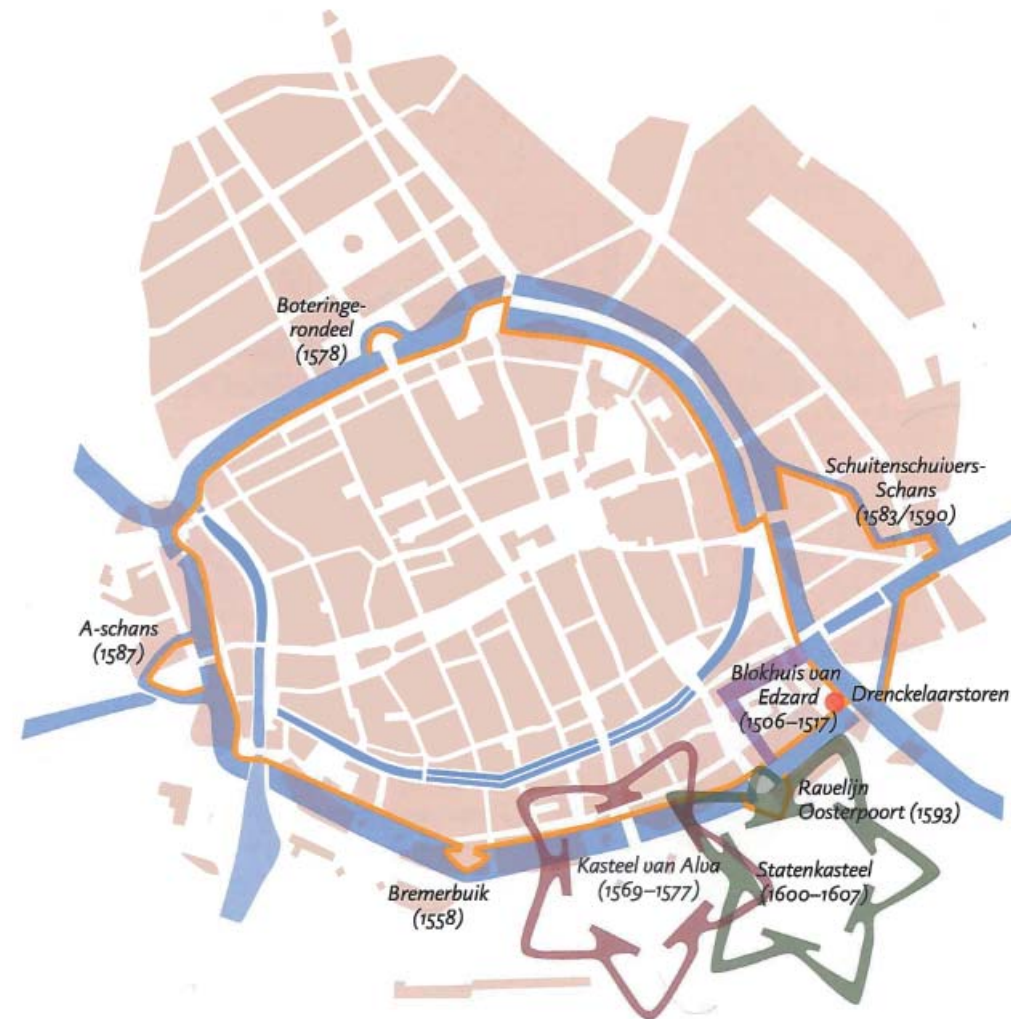 Boteringe-
rondeel
(1578)
Schuitenschuivers-
Schans
(1583/1590)
A-schans
(1587)
Blokhuis van
Edzard
(1506–1517)
Drenckelaarstoren
Ravelijn
Oosterpoort (1593)
Kasteel van Alva
(1569–1577)
Statenkasteel
(1600–1607)
Bremerbuik
(1558)